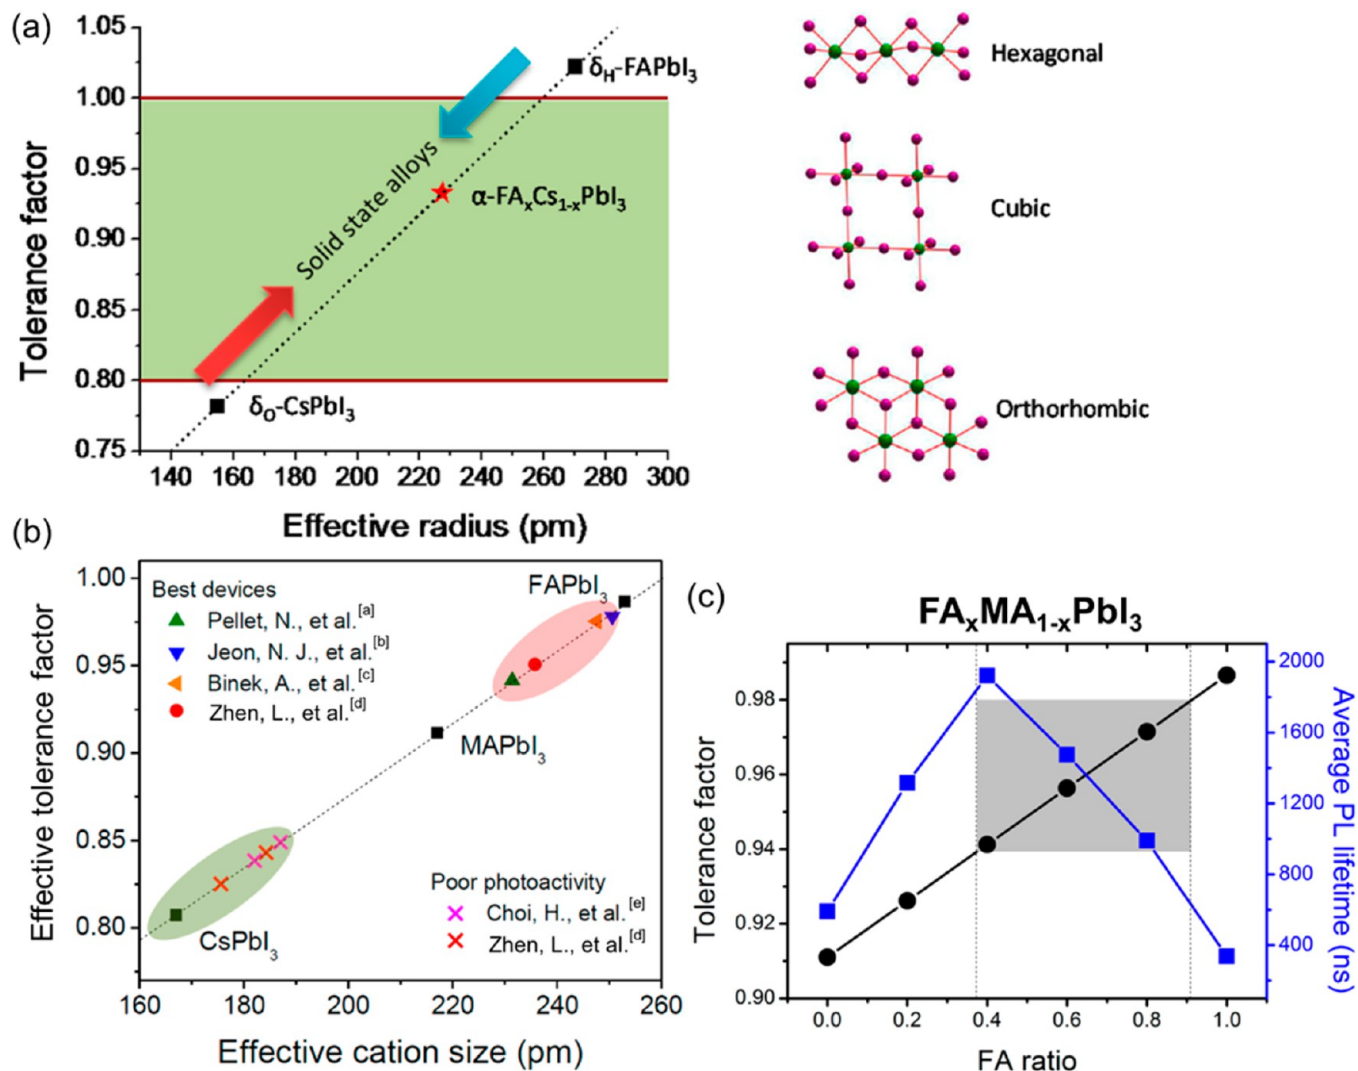 (a)
Tolerance factor
1.05
1.00
0.95
0.90
0.85
0.80
0.75
δH-FAPbI3
Solid state alloys
α-FAxCs1-xPbI3
δO-CsPbI3
140 160 180 200 220 240 260 280 300
Effective radius (pm)
Hexagonal
Cubic
Orthorhombic
(b)
Effective tolerance factor
1.00
0.95
0.90
0.85
0.80
Best devices
Pellet, N., et al.[a]
Jeon, N. J., et al.[b]
Binek, A., et al.[c]
Zhen, L., et al.[d]
FAPbI3
MAPbI3
CsPbI3
Poor photoactivity
Choi, H., et al.[e]
Zhen, L., et al.[d]
160 180 200 220 240 260
Effective cation size (pm)
(c)
FAxMA1-xPbI3
Tolerance factor
0.98
0.96
0.94
0.92
0.90
2000
1600
1200
800
400
Average PL lifetime (ns)
0.0 0.2 0.4 0.6 0.8 1.0
FA ratio